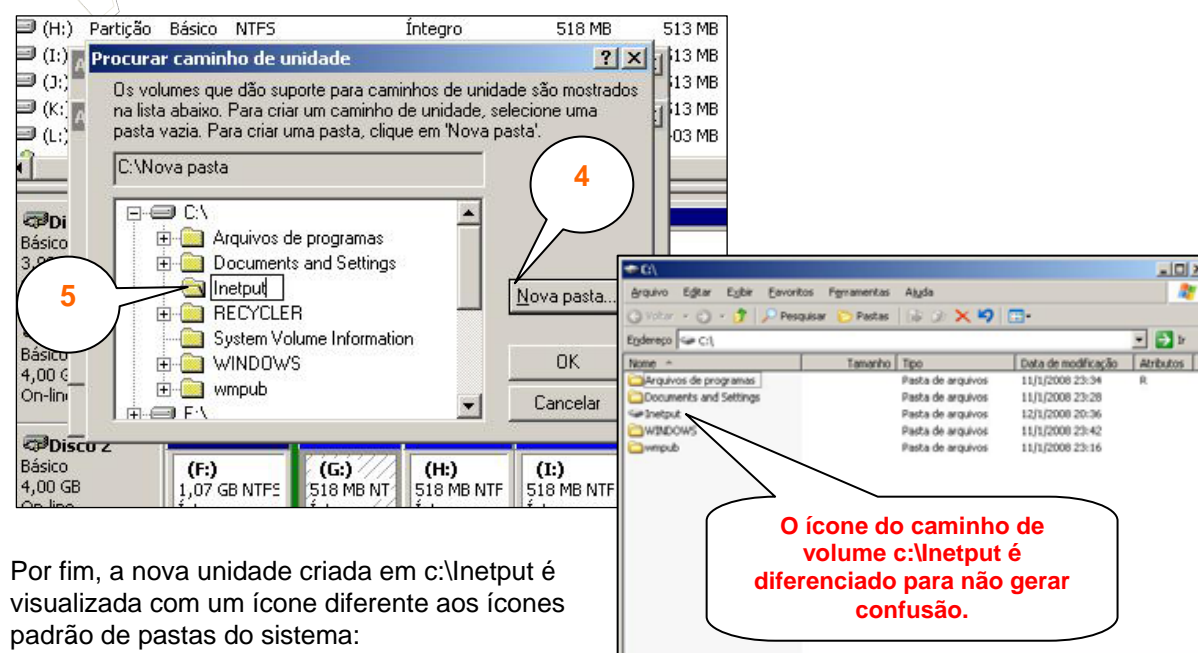 (H:) Partição Básico NTFS Íntegro 518 MB 513 MB
(I:) 513 MB
(J:) 513 MB
(K: 513 MB
(L:) 03 MB
Procurar caminho de unidade
Os volumes que dão suporte para caminhos de unidade são mostrados
na lista abaixo. Para criar um caminho de unidade, selecione uma
pasta vazia. Para criar uma pasta, clique em 'Nova pasta'.
C:\Nova pasta
4
C:\
Arquivos de programas
Documents and Settings
Inetput
RECYCLER
System Volume Information
WINDOWS
wmpub
E:\
5
Nova pasta...
OK
Cancelar
Di
Básico
Básico
4,00 G
On-lin
Disco 2
Básico
4,00 GB
On-line
(F:)
1,07 GB NTFS
(G:)
518 MB NT
(H:)
518 MB NTF
(I:)
518 MB NTF
C:\
Arquivo Editar Exibir Favoritos Ferramentas Ajuda
Voltar Pesquisar Pastas
Endereço C:\ Ir
Nome Tamanho Tipo Data de modificação Atributos
Arquivos de programas Pasta de arquivos 11/1/2008 23:34 R
Documents and Settings Pasta de arquivos 11/1/2008 23:28
Inetput Pasta de arquivos 12/1/2008 20:36
WINDOWS Pasta de arquivos 11/1/2008 23:42
wmpub Pasta de arquivos 11/1/2008 23:16
O ícone do caminho de
volume c:\Inetput é
diferenciado para não gerar
confusão.
Por fim, a nova unidade criada em c:\Inetput é
visualizada com um ícone diferente aos ícones
padrão de pastas do sistema: